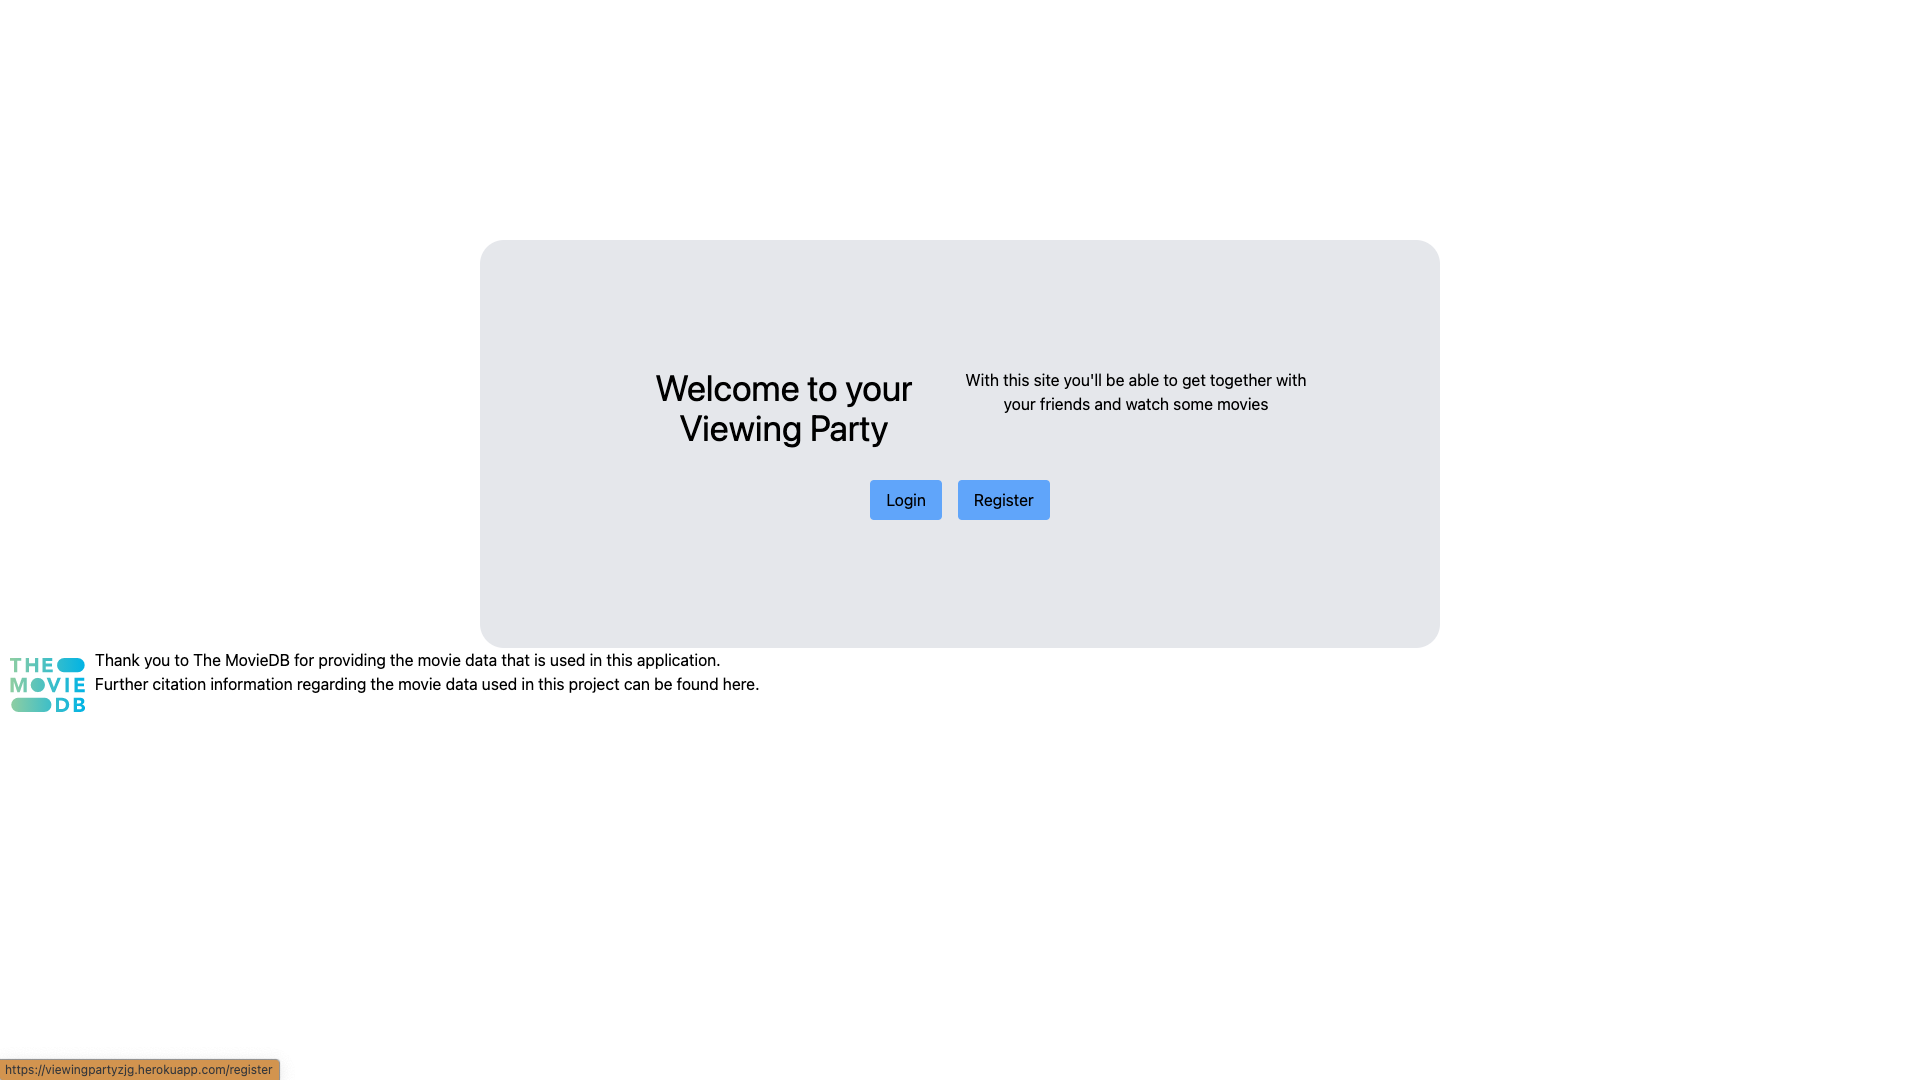 Welcome to your
Viewing Party
With this site you'll be able to get together with
your friends and watch some movies
Login
Register
THE
MOVIE
DB
Thank you to The MovieDB for providing the movie data that is used in this application.
Further citation information regarding the movie data used in this project can be found here.
https://viewingpartyzjg.herokuapp.com/register